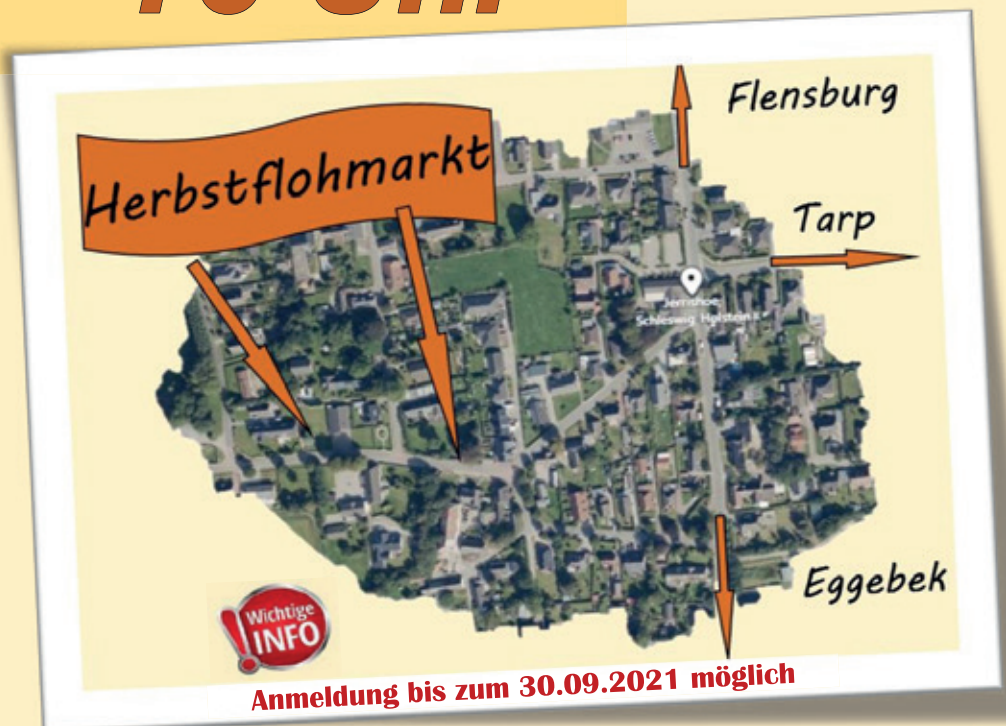 Flensburg
Herbstflohmarkt
Tarp
Jerrishoe,
Schleswig-Holstein
Eggebek
Wichtige
INFO
Anmeldung bis zum 30.09.2021 möglich